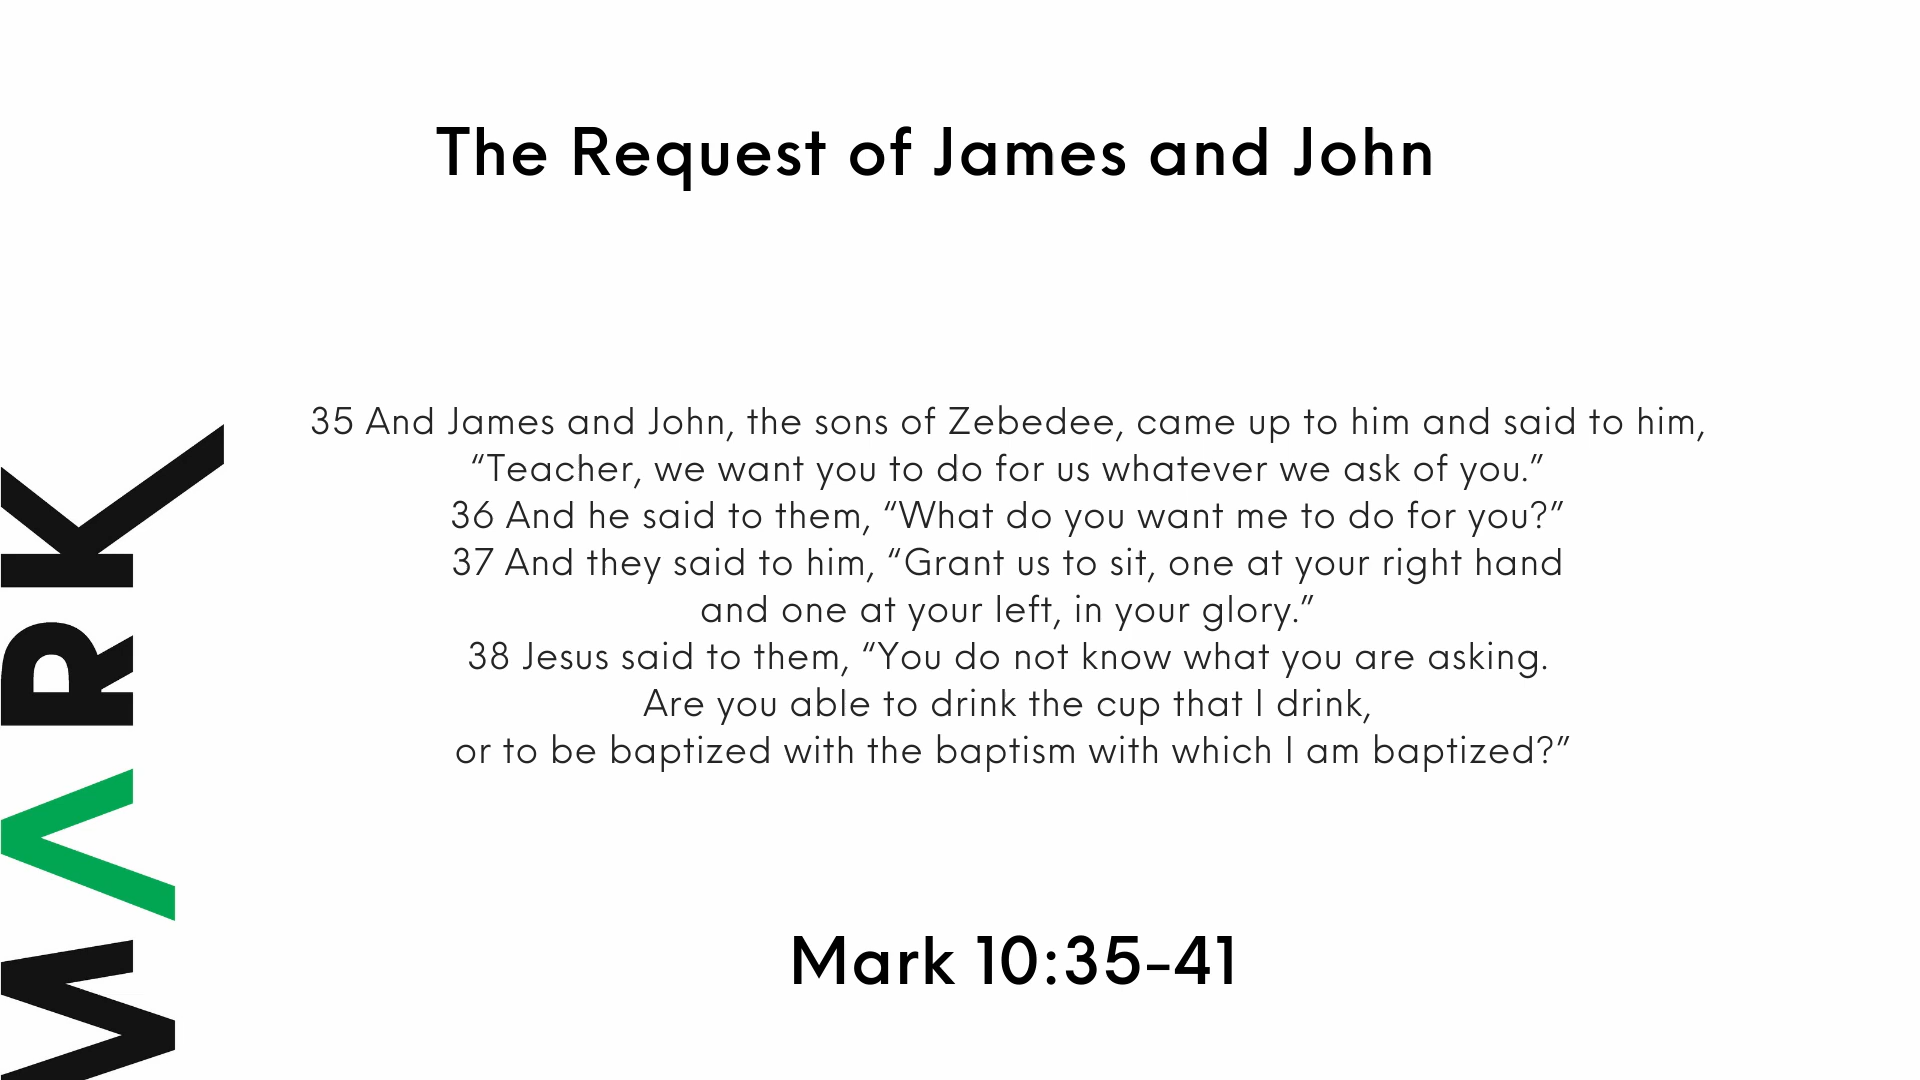 The Request of James and John
35 And James and John, the sons of Zebedee, came up to him and said to him,
“Teacher, we want you to do for us whatever we ask of you.”
36 And he said to them, “What do you want me to do for you?”
37 And they said to him, “Grant us to sit, one at your right hand
and one at your left, in your glory.”
38 Jesus said to them, “You do not know what you are asking.
Are you able to drink the cup that I drink,
or to be baptized with the baptism with which I am baptized?”
Mark 10:35-41
MΛRK